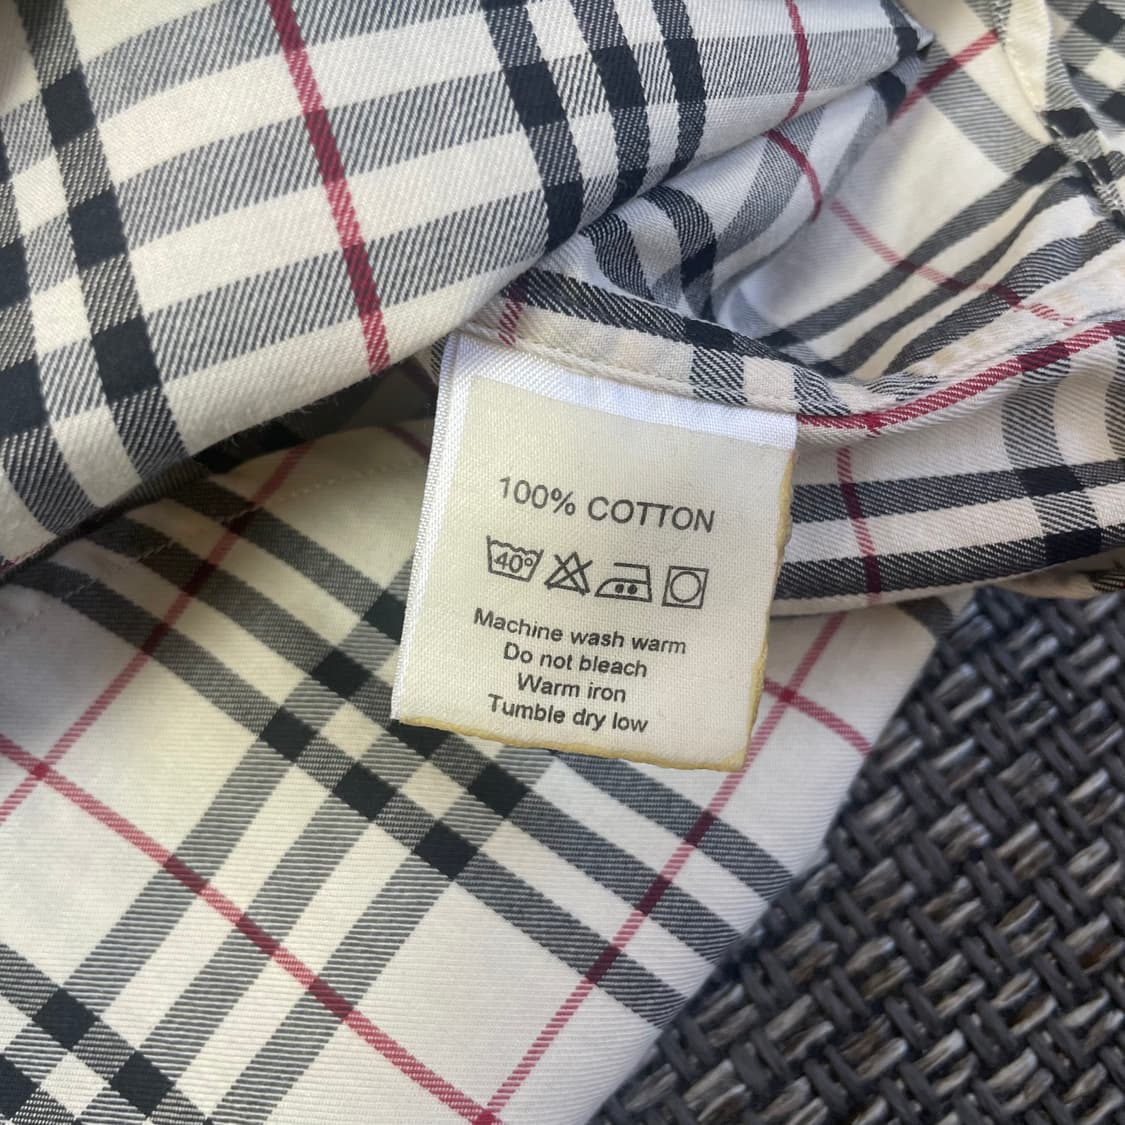 100% COTTON
40°
Machine wash warm
Do not bleach
Warm iron
Tumble dry low